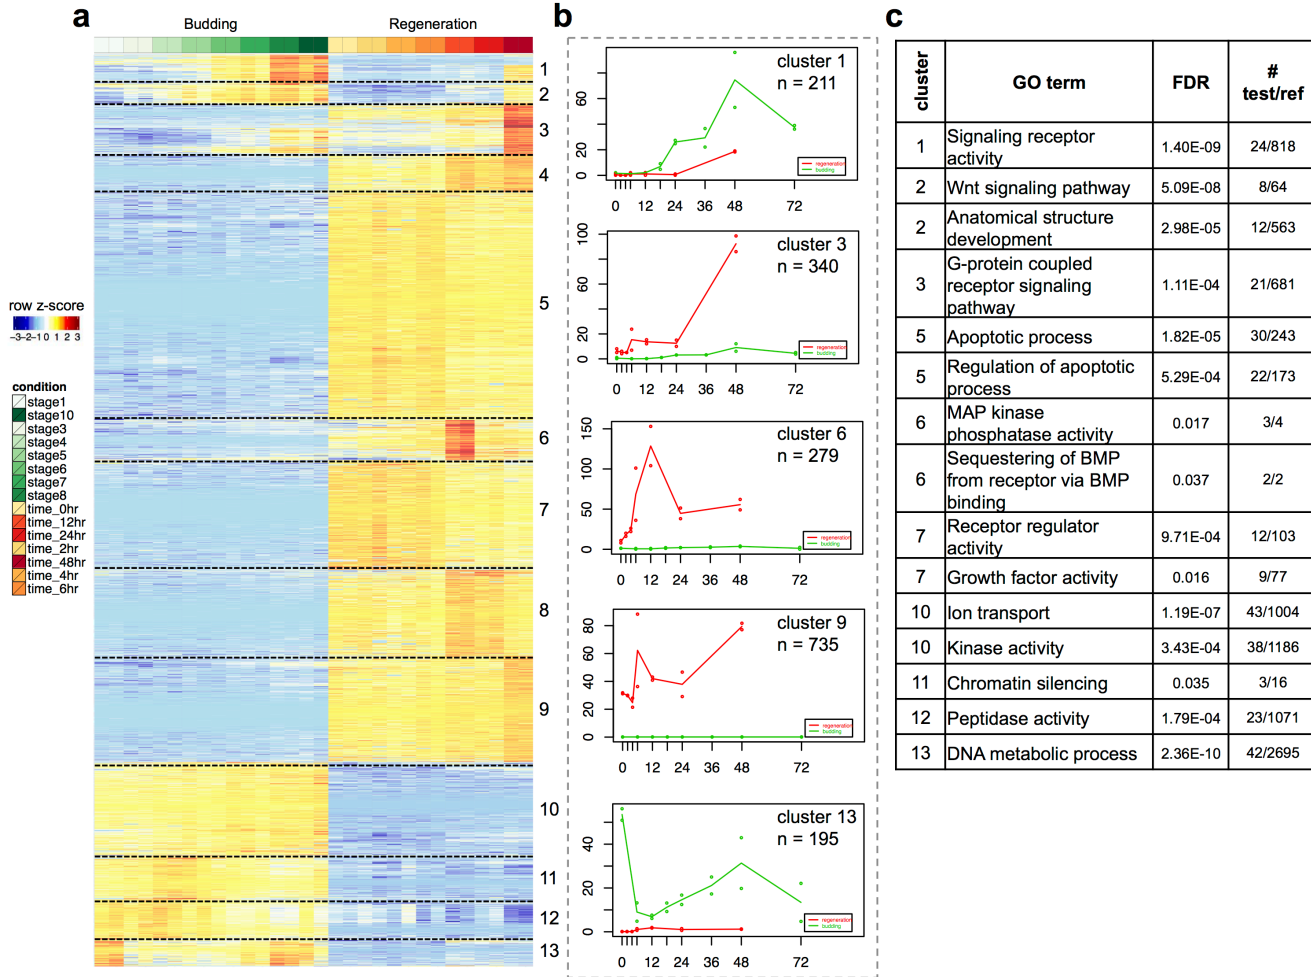 a
Budding
Regeneration
1
2
3
4
5
6
7
8
9
10
11
12
13
row z-score
−3−2−1 0 1 2 3
condition
stage1
stage10
stage3
stage4
stage5
stage6
stage7
stage8
time_0hr
time_12hr
time_24hr
time_2hr
time_48hr
time_4hr
time_6hr
b
cluster 1
n = 211
60
20
0
regeneration
budding
0 12 24 36 48 72
cluster 3
n = 340
100
60
20
0
regeneration
budding
0 12 24 36 48 72
cluster 6
n = 279
150
100
50
0
regeneration
budding
0 12 24 36 48 72
cluster 9
n = 735
80
60
40
20
0
regeneration
budding
0 12 24 36 48 72
cluster 13
n = 195
40
20
0
regeneration
budding
0 12 24 36 48 72
c
cluster GO term FDR #
test/ref
1 Signaling receptor
activity 1.40E-09 24/818
2 Wnt signaling pathway 5.09E-08 8/64
2 Anatomical structure
development 2.98E-05 12/563
3 G-protein coupled
receptor signaling
pathway 1.11E-04 21/681
5 Apoptotic process 1.82E-05 30/243
5 Regulation of apoptotic
process 5.29E-04 22/173
6 MAP kinase
phosphatase activity 0.017 3/4
6 Sequestering of BMP
from receptor via BMP
binding 0.037 2/2
7 Receptor regulator
activity 9.71E-04 12/103
7 Growth factor activity 0.016 9/77
10 Ion transport 1.19E-07 43/1004
10 Kinase activity 3.43E-04 38/1186
11 Chromatin silencing 0.035 3/16
12 Peptidase activity 1.79E-04 23/1071
13 DNA metabolic process 2.36E-10 42/2695